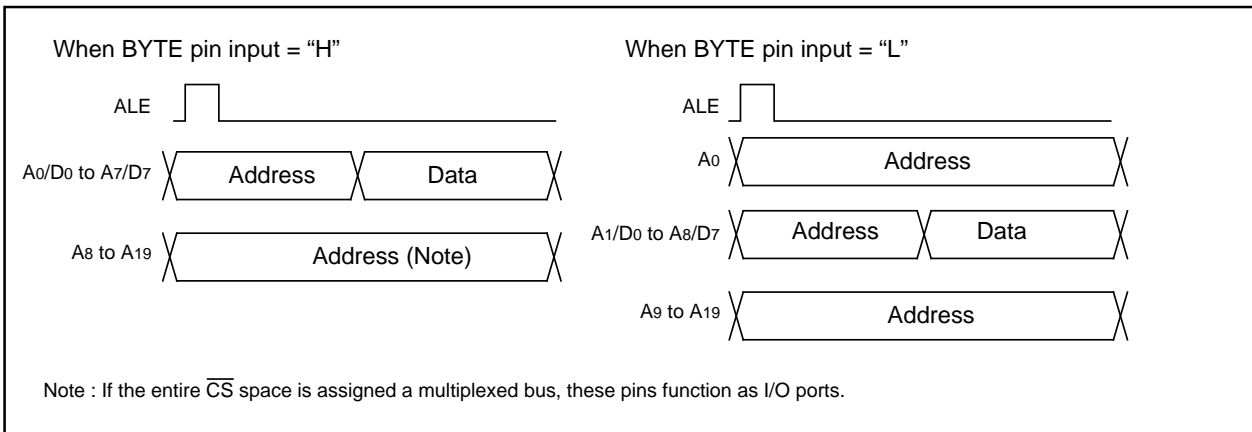 When BYTE pin input = “H”
ALE
A0/D0 to A7/D7
Address
Data
A8 to A19
Address (Note)
When BYTE pin input = “L”
ALE
A0
Address
A1/D0 to A8/D7
Address
Data
A9 to A19
Address
Note : If the entire C̅S̅ space is assigned a multiplexed bus, these pins function as I/O ports.